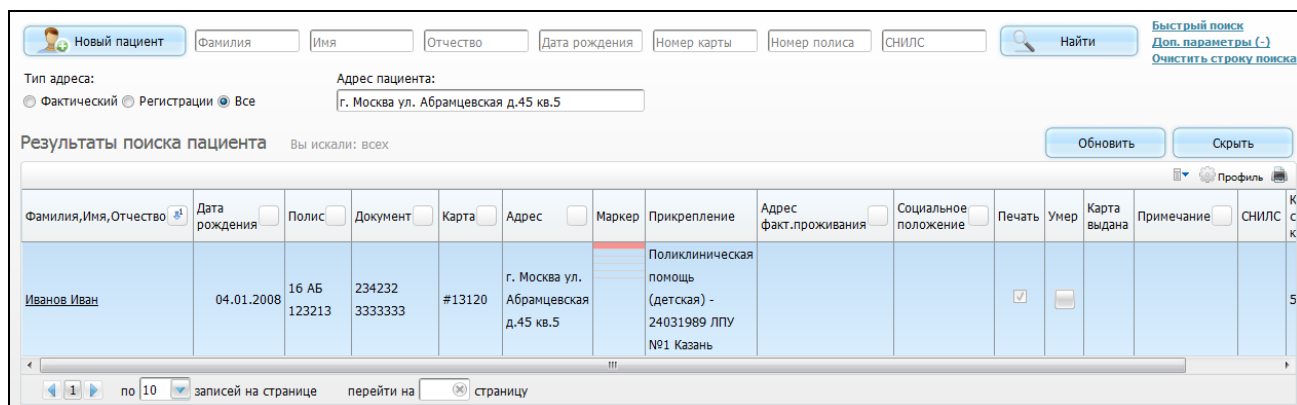 Новый пациент Фамилия Имя Отчество Дата рождения Номер карты Номер полиса СНИЛС Найти
Быстрый поиск
Доп. параметры (-)
Очистить строку поиска
Тип адреса: Адрес пациента:
Фактический Регистрации Все г. Москва ул. Абрамцевская д.45 кв.5
Результаты поиска пациента Вы искали: всех Обновить Скрыть
Профиль
Фамилия,Имя,Отчество
Дата
рождения
Полис
Документ
Карта
Адрес
Маркер
Прикрепление
Адрес
факт.проживания
Социальное
положение
Печать
Умер
Карта
выдана
Примечание
СНИЛС
К
с
к
Иванов Иван
04.01.2008
16 АБ
123213
234232
3333333
#13120
г. Москва ул.
Абрамцевская
д.45 кв.5
Поликлиническая
помощь
(детская) -
24031989 ЛПУ
№1 Казань
5
1 по 10 записей на странице перейти на страницу